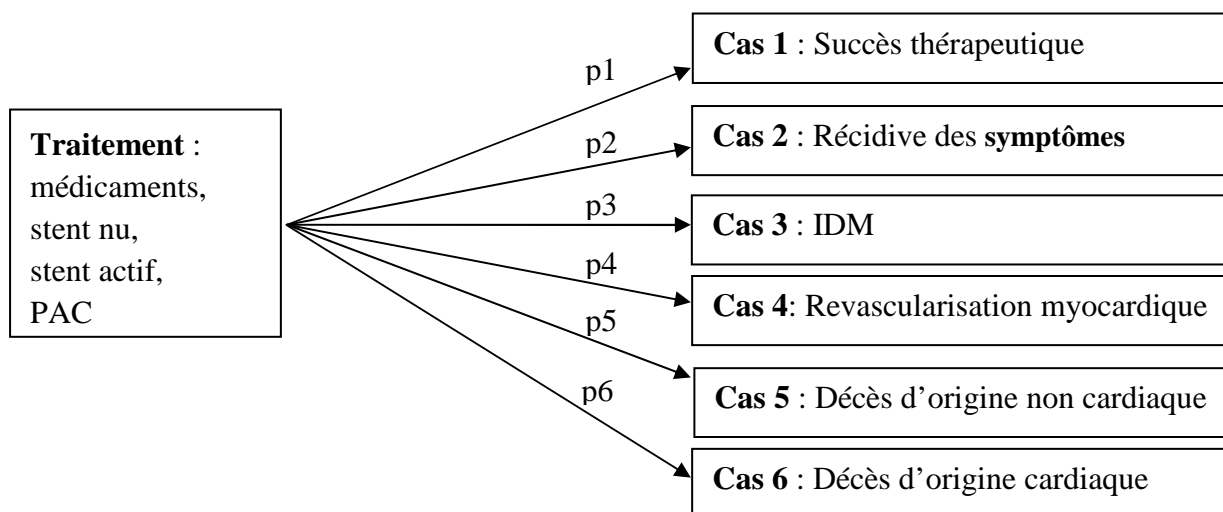 Traitement :
médicaments,
stent nu,
stent actif,
PAC
p1
p2
p3
p4
p5
p6
Cas 1 : Succès thérapeutique
Cas 2 : Récidive des symptômes
Cas 3 : IDM
Cas 4: Revascularisation myocardique
Cas 5 : Décès d’origine non cardiaque
Cas 6 : Décès d’origine cardiaque